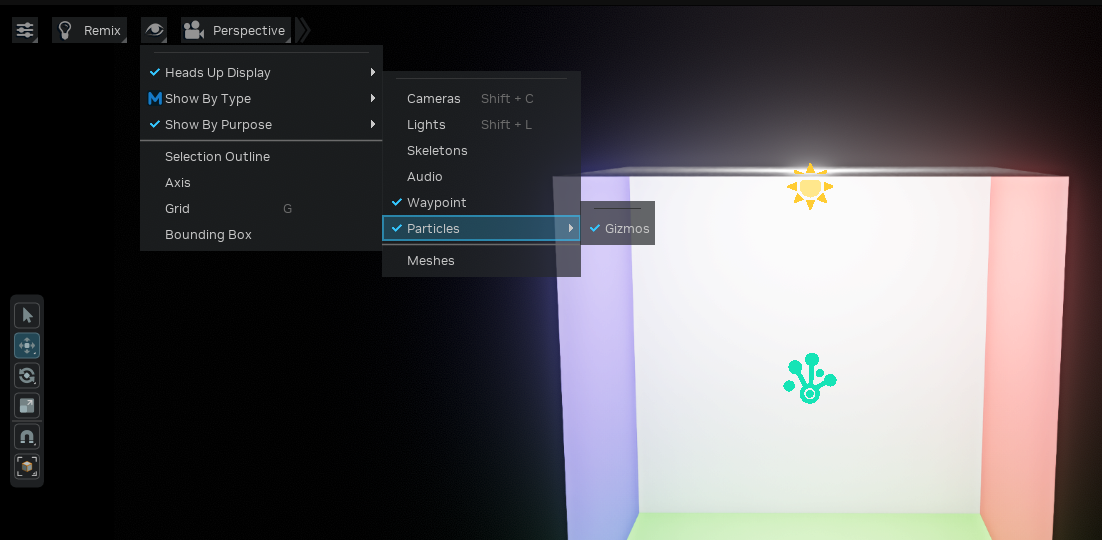 Remix
Perspective
Heads Up Display
Show By Type
Show By Purpose
Selection Outline
Axis
Grid G
Bounding Box
Cameras Shift + C
Lights Shift + L
Skeletons
Audio
Waypoint
Particles
Meshes
Gizmos